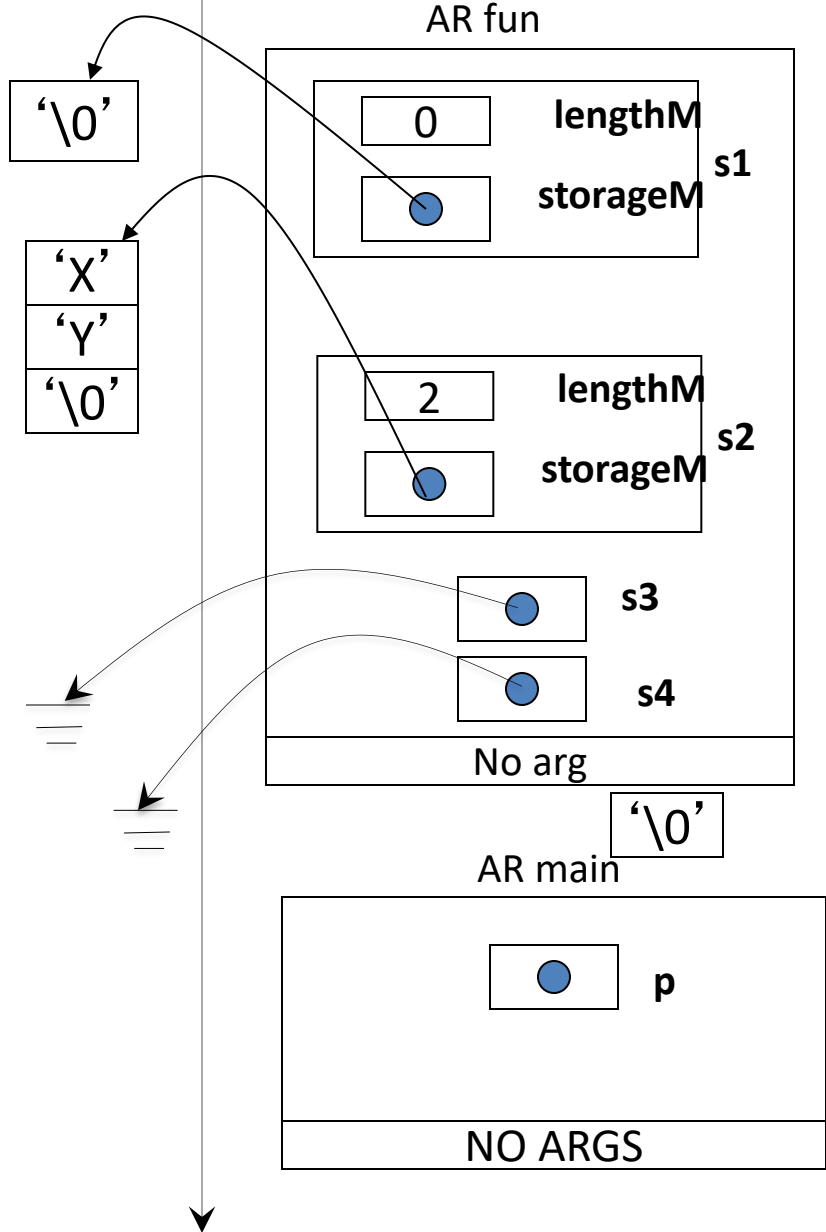 AR fun
‘\0’
0
lengthM
s1
storageM
‘X’
‘Y’
‘\0’
2
lengthM
s2
storageM
s3
s4
No arg
‘\0’
AR main
p
NO ARGS